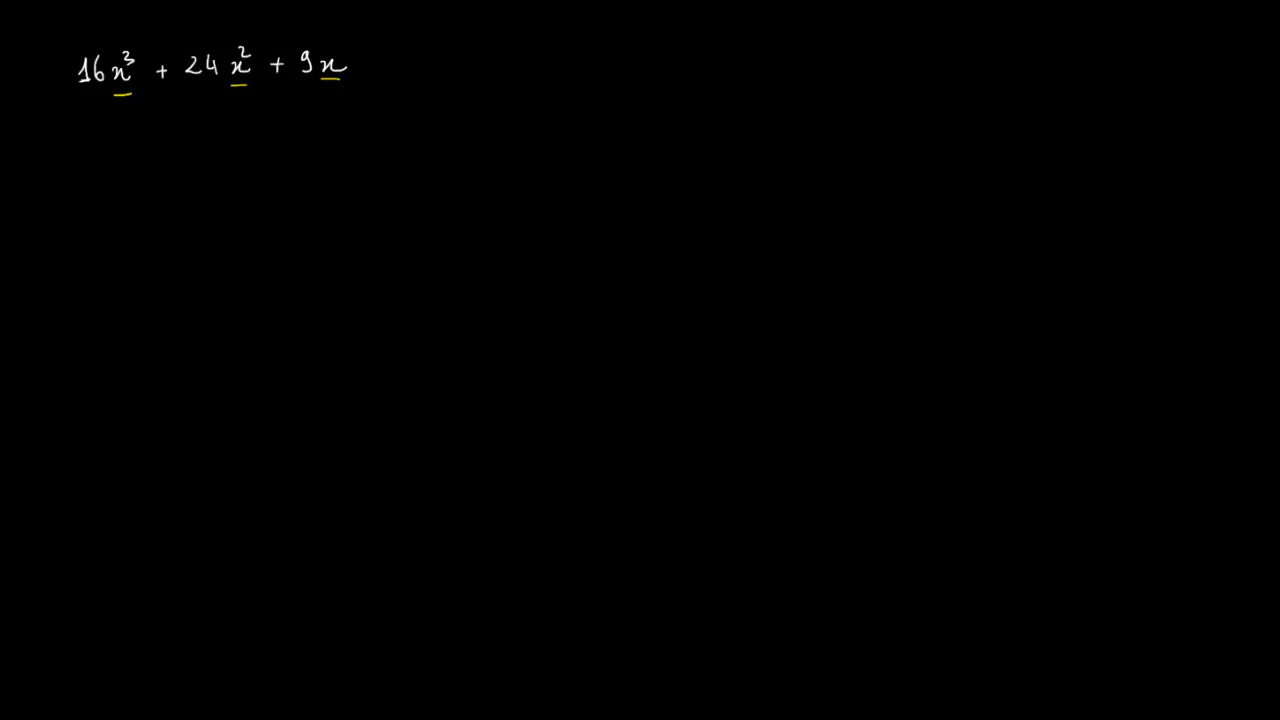 16x³ + 24x² + 9x